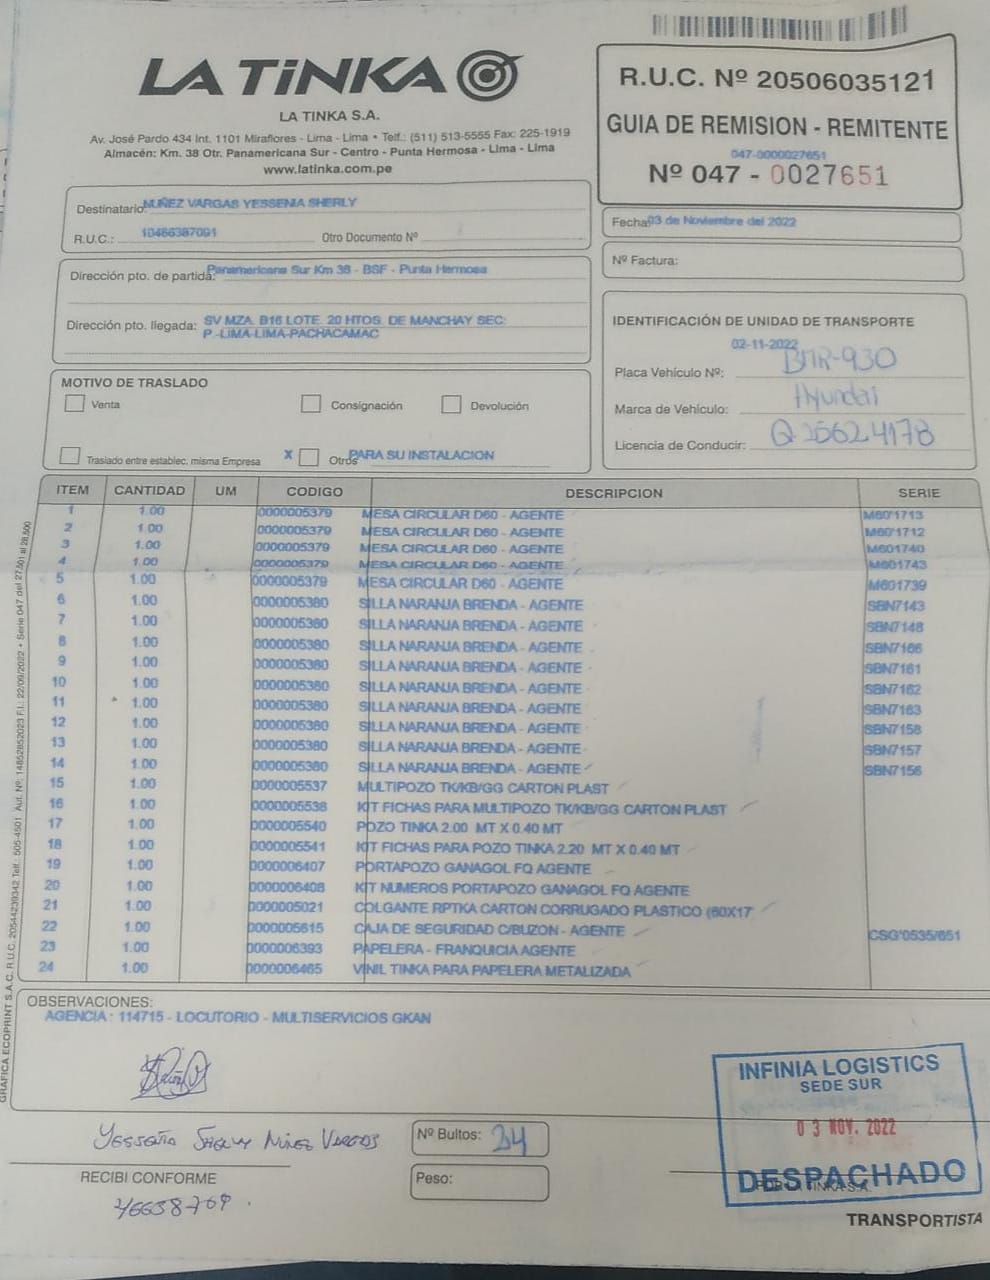 LA TiNKA
LA TINKA S.A.
Av. José Pardo 434 Int. 1101 Miraflores - Lima - Lima • Telf.: (511) 513-5555 Fax: 225-1919
Almacén: Km. 38 Otr. Panamericana Sur - Centro - Punta Hermosa - Lima - Lima
www.latinka.com.pe
R.U.C. Nº 20506035121
GUIA DE REMISION - REMITENTE
047-0000027651
Nº 047 - 0027651
Destinatario: NUÑEZ VARGAS YESSENIA SHERLY
R.U.C.: 10466387091 Otro Documento Nº
Fecha: 03 de Noviembre del 2022
Nº Factura:
Dirección pto. de partida: Panamericana Sur Km 38 - BSF - Punta Hermosa
Dirección pto. llegada: SV MZA. B16 LOTE. 20 HTOS. DE MANCHAY SEC.
P.-LIMA-LIMA-PACHACAMAC
IDENTIFICACIÓN DE UNIDAD DE TRANSPORTE
02-11-2022
Placa Vehículo Nº: -930
Marca de Vehículo: Hyundai
Licencia de Conducir: Q25624178
MOTIVO DE TRASLADO
Venta Consignación Devolución
Traslado entre establec. misma Empresa X Otros PARA SU INSTALACION
ITEM CANTIDAD UM CODIGO DESCRIPCION SERIE
1 1.00 0000005379 MESA CIRCULAR D60 - AGENTE M601713
2 1.00 0000005379 MESA CIRCULAR D60 - AGENTE M601712
3 1.00 0000005379 MESA CIRCULAR D60 - AGENTE M601740
4 1.00 0000005379 MESA CIRCULAR D60 - AGENTE M601743
5 1.00 0000005379 MESA CIRCULAR D60 - AGENTE M601739
6 1.00 0000005380 SILLA NARANJA BRENDA - AGENTE SBN7143
7 1.00 0000005380 SILLA NARANJA BRENDA - AGENTE SBN7148
8 1.00 0000005380 SILLA NARANJA BRENDA - AGENTE SBN7166
9 1.00 0000005380 SILLA NARANJA BRENDA - AGENTE SBN7161
10 1.00 0000005380 SILLA NARANJA BRENDA - AGENTE SBN7162
11 1.00 0000005380 SILLA NARANJA BRENDA - AGENTE SBN7163
12 1.00 0000005380 SILLA NARANJA BRENDA - AGENTE SBN7158
13 1.00 0000005380 SILLA NARANJA BRENDA - AGENTE SBN7157
14 1.00 0000005380 SILLA NARANJA BRENDA - AGENTE SBN7156
15 1.00 0000005537 MULTIPOZO TK/KB/GG CARTON PLAST
16 1.00 0000005538 KIT FICHAS PARA MULTIPOZO TK/KB/GG CARTON PLAST
17 1.00 0000005540 POZO TINKA 2.00 MT X 0.40 MT
18 1.00 0000005541 KIT FICHAS PARA POZO TINKA 2.20 MT X 0.40 MT
19 1.00 0000006407 PORTAPOZO GANAGOL FQ AGENTE
20 1.00 0000006408 KIT NUMEROS PORTAPOZO GANAGOL FQ AGENTE
21 1.00 0000005021 COLGANTE RPTKA CARTON CORRUGADO PLASTICO (60X17
22 1.00 0000005615 CAJA DE SEGURIDAD C/BUZON - AGENTE CSG'0535/651
23 1.00 0000006393 PAPELERA - FRANQUICIA AGENTE
24 1.00 0000006465 VINIL TINKA PARA PAPELERA METALIZADA
GRAFICA ECOPRINT S.A.C. R.U.C. 20544239342 Telf.: 505-4501 Aut. Nº: 14852852023 F.I.: 22/09/2022 • Serie 047 del 27,501 al 28,500
OBSERVACIONES:
AGENCIA : 114715 - LOCUTORIO - MULTISERVICIOS GKAN
INFINIA LOGISTICS
SEDE SUR
03 NOV. 2022
DESPACHADO
POR LA TINKA S.A.
TRANSPORTISTA
Yessenia Sherly Nuñez Vargas
RECIBI CONFORME
46638709.
Nº Bultos: 34
Peso: